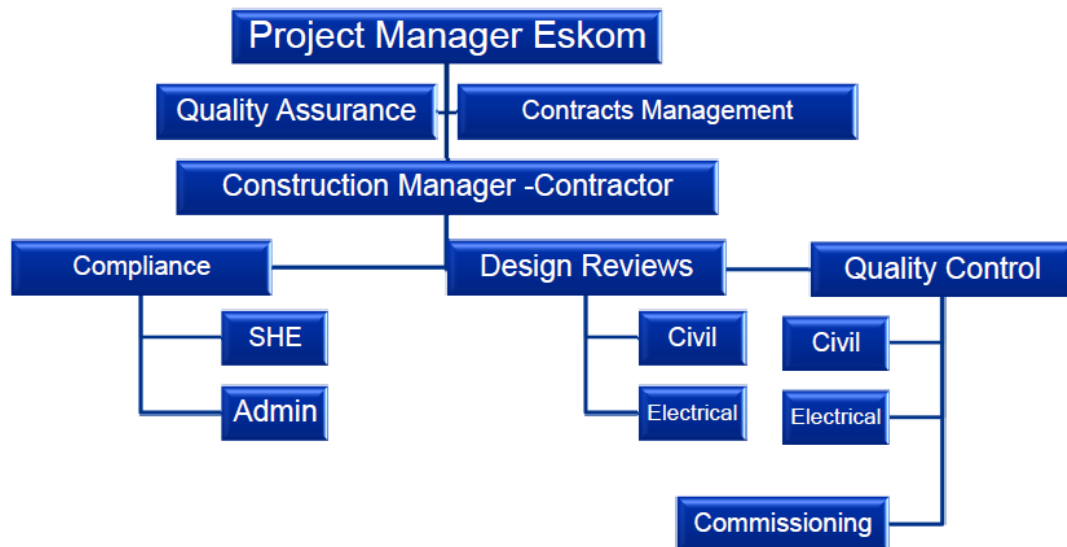 Project Manager Eskom
Quality Assurance
Contracts Management
Construction Manager -Contractor
Compliance
Design Reviews
Quality Control
SHE
Civil
Civil
Admin
Electrical
Electrical
Commissioning